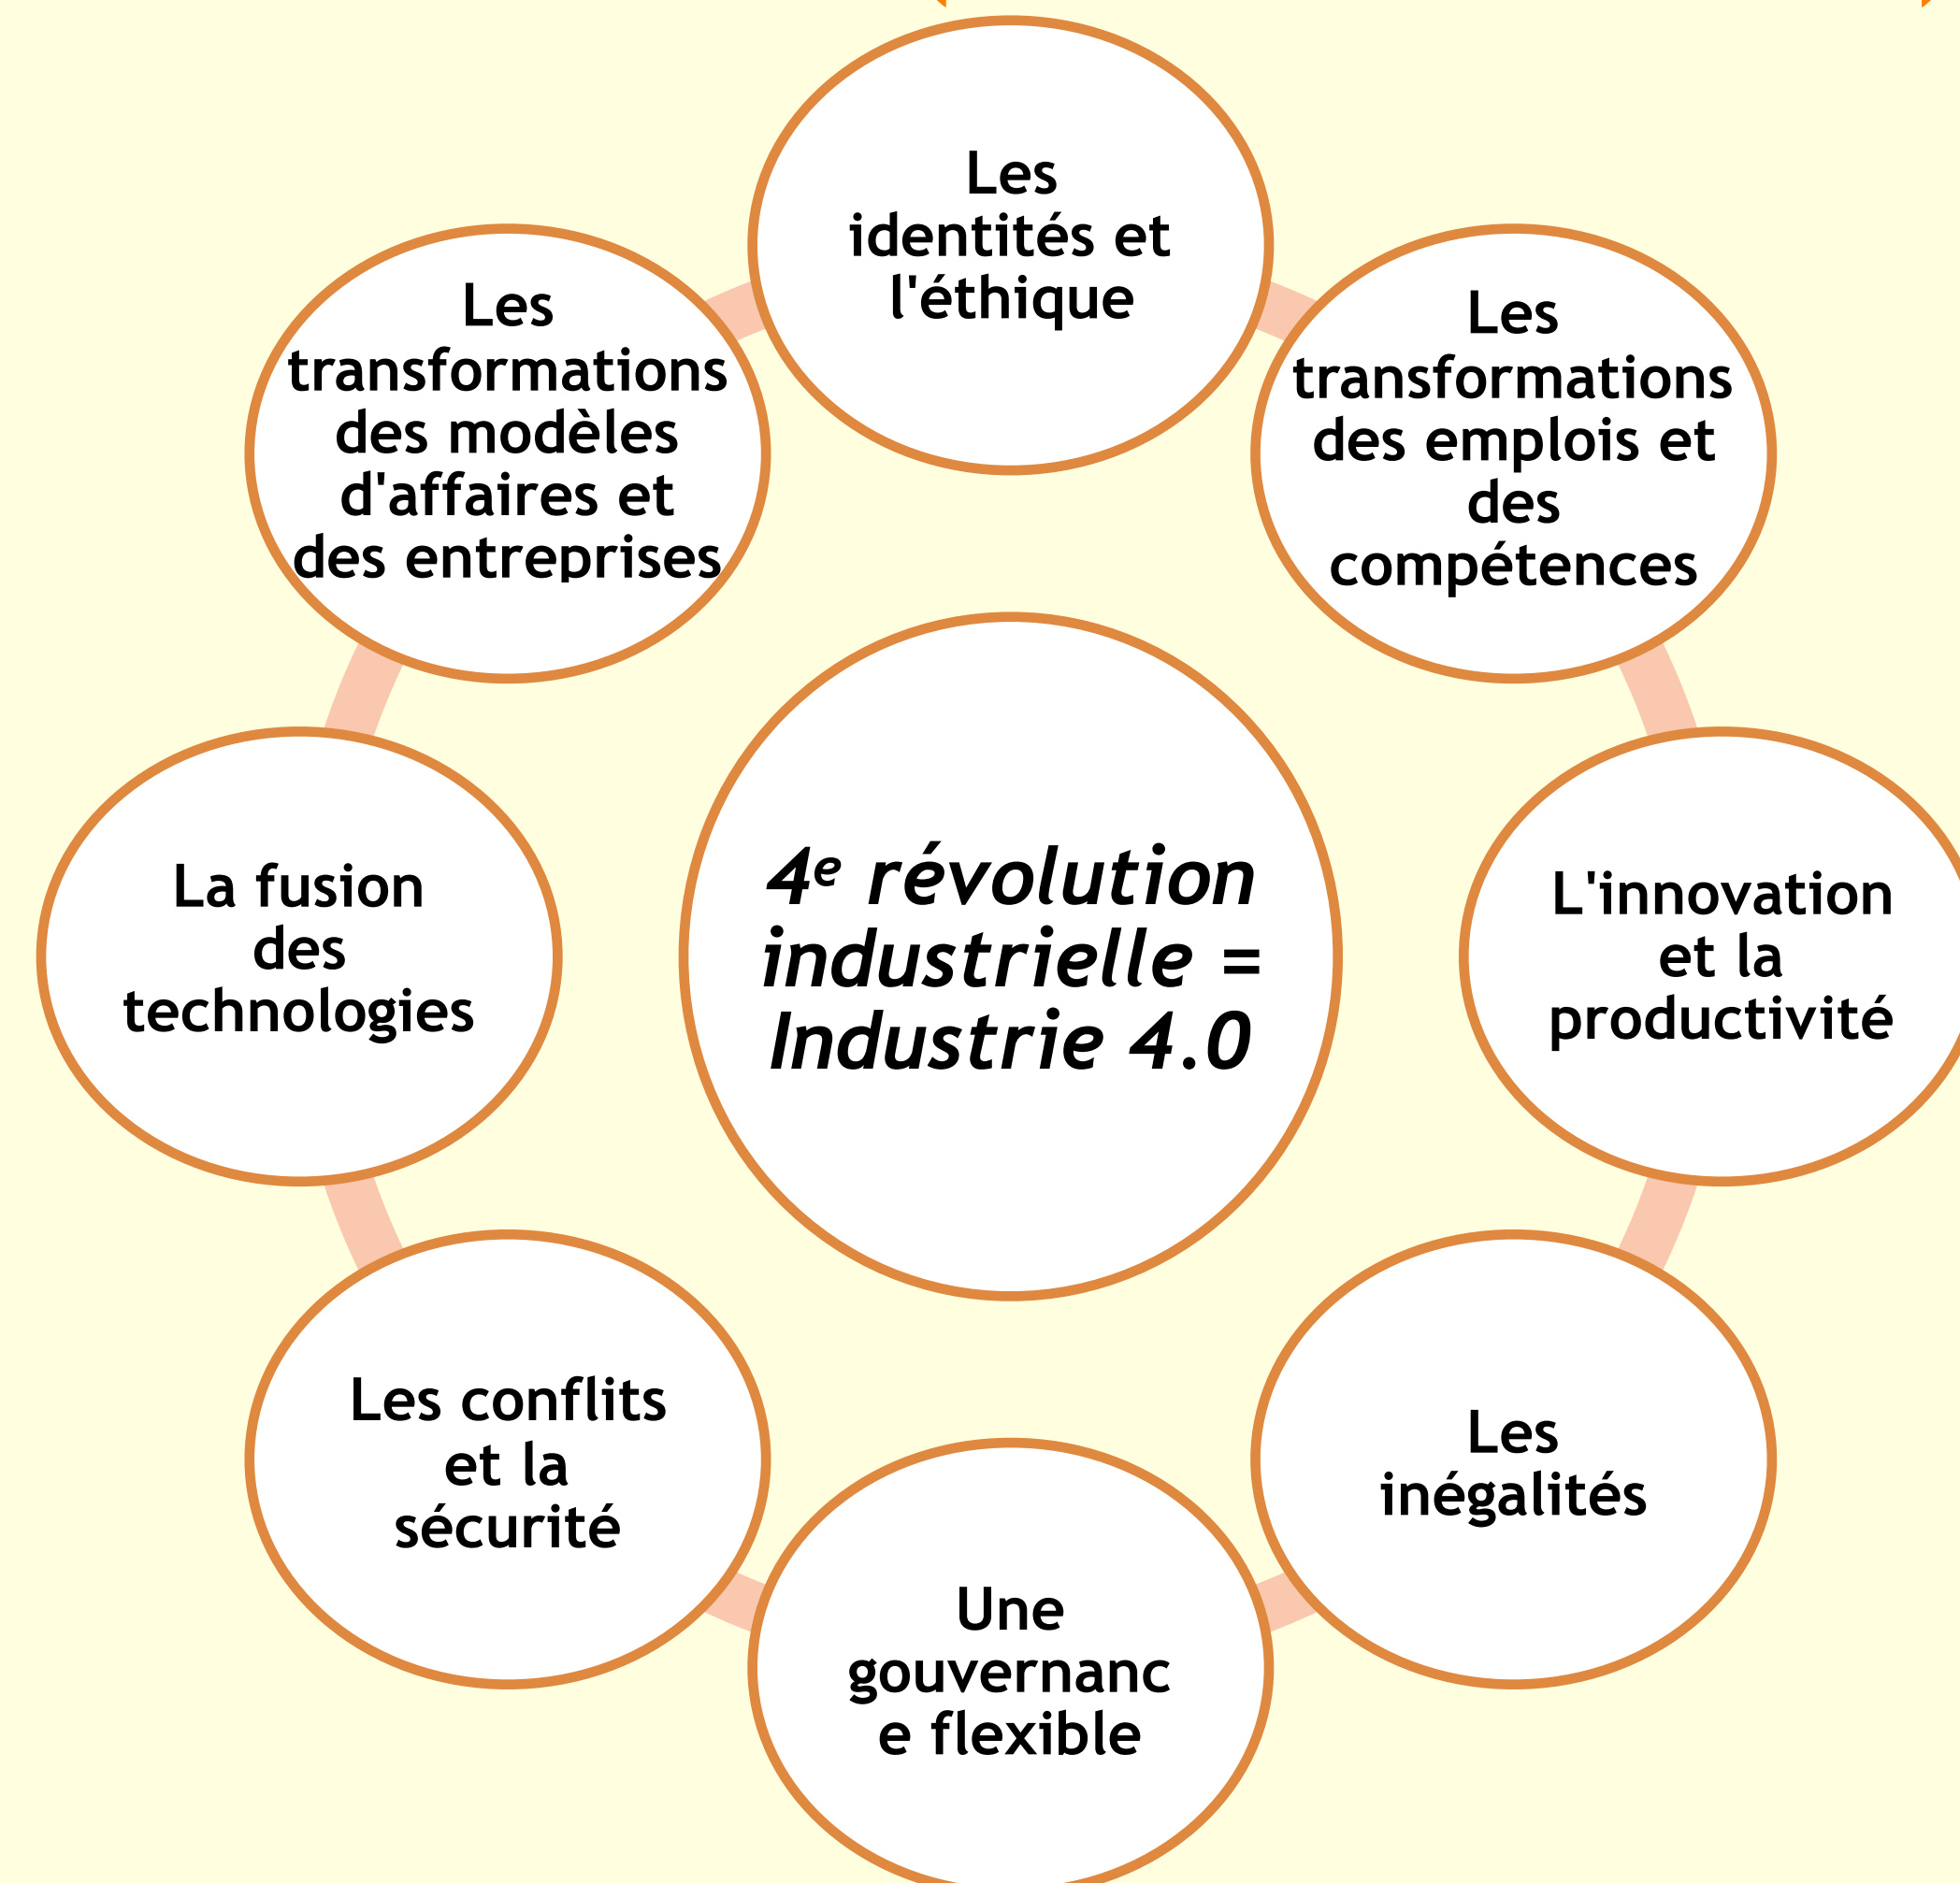 Les
identités et
l'éthique
Les
transformations
des emplois et
des
compétences
L'innovation
et la
productivité
Les
inégalités
Une
gouvernanc
e flexible
Les conflits
et la
sécurité
La fusion
des
technologies
Les
transformations
des modèles
d'affaires et
des entreprises
4e révolution
industrielle =
Industrie 4.0